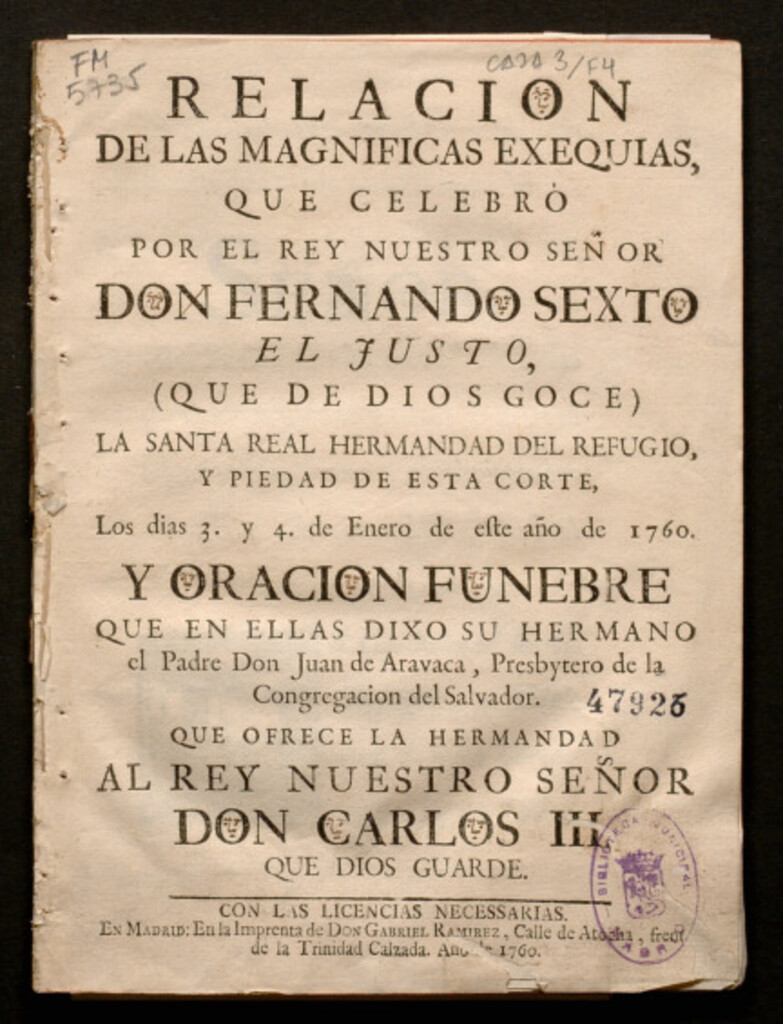 FM
5735
CAJA 3/F4
RELACION
DE LAS MAGNIFICAS EXEQUIAS,
QUE CELEBRÒ
POR EL REY NUESTRO SEÑOR
DON FERNANDO SEXTO
EL JUSTO,
(QUE DE DIOS GOCE)
LA SANTA REAL HERMANDAD DEL REFUGIO,
Y PIEDAD DE ESTA CORTE,
Los dias 3. y 4. de Enero de eſte año de 1760.
Y ORACION FUNEBRE
QUE EN ELLAS DIXO SU HERMANO
el Padre Don Juan de Aravaca, Presbytero de la
Congregacion del Salvador.
47925
QUE OFRECE LA HERMANDAD
AL REY NUESTRO SEÑOR
DON CARLOS III.
QUE DIOS GUARDE.
CON LAS LICENCIAS NECESSARIAS.
EN MADRID: En la Imprenta de DON GABRIEL RAMIREZ, Calle de Atocha,
de la Trinidad Calzada. Año de 1760.
BIBLIOTECA MUNICIPAL